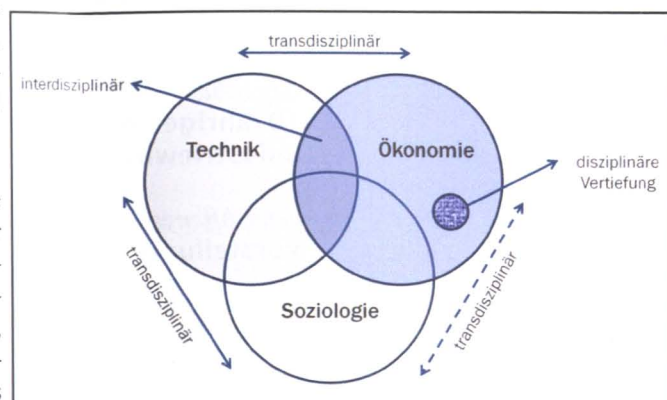 transdisziplinär
interdisziplinär
Technik
Ökonomie
disziplinäre
Vertiefung
transdisziplinär
transdisziplinär
Soziologie